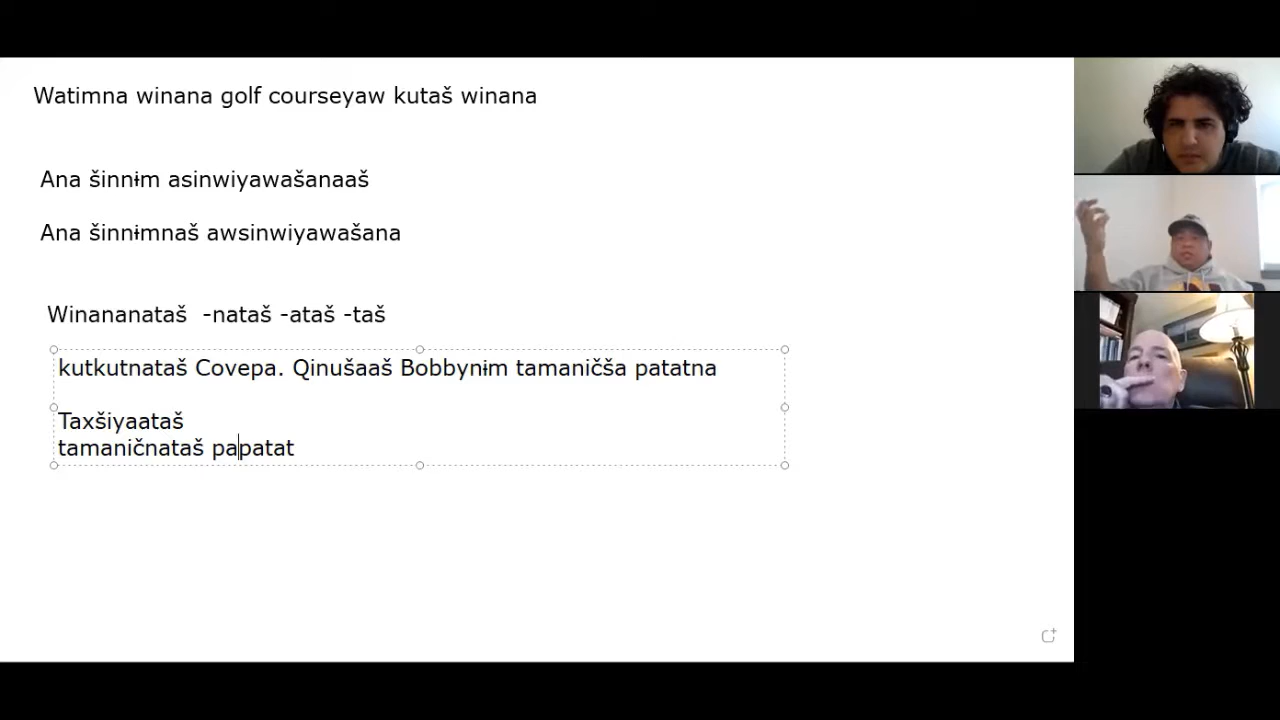 Watimna winana golf courseyaw kutaš winana
Ana šinnɨm asinwiyawašanaaš
Ana šinnɨmnaš awsinwiyawašana
Winananataš -nataš -ataš -taš
kutkutnataš Covepa. Qinušaaš Bobbynɨm tamaničša patatna
Taxšiyaataš
tamaničnataš papatat